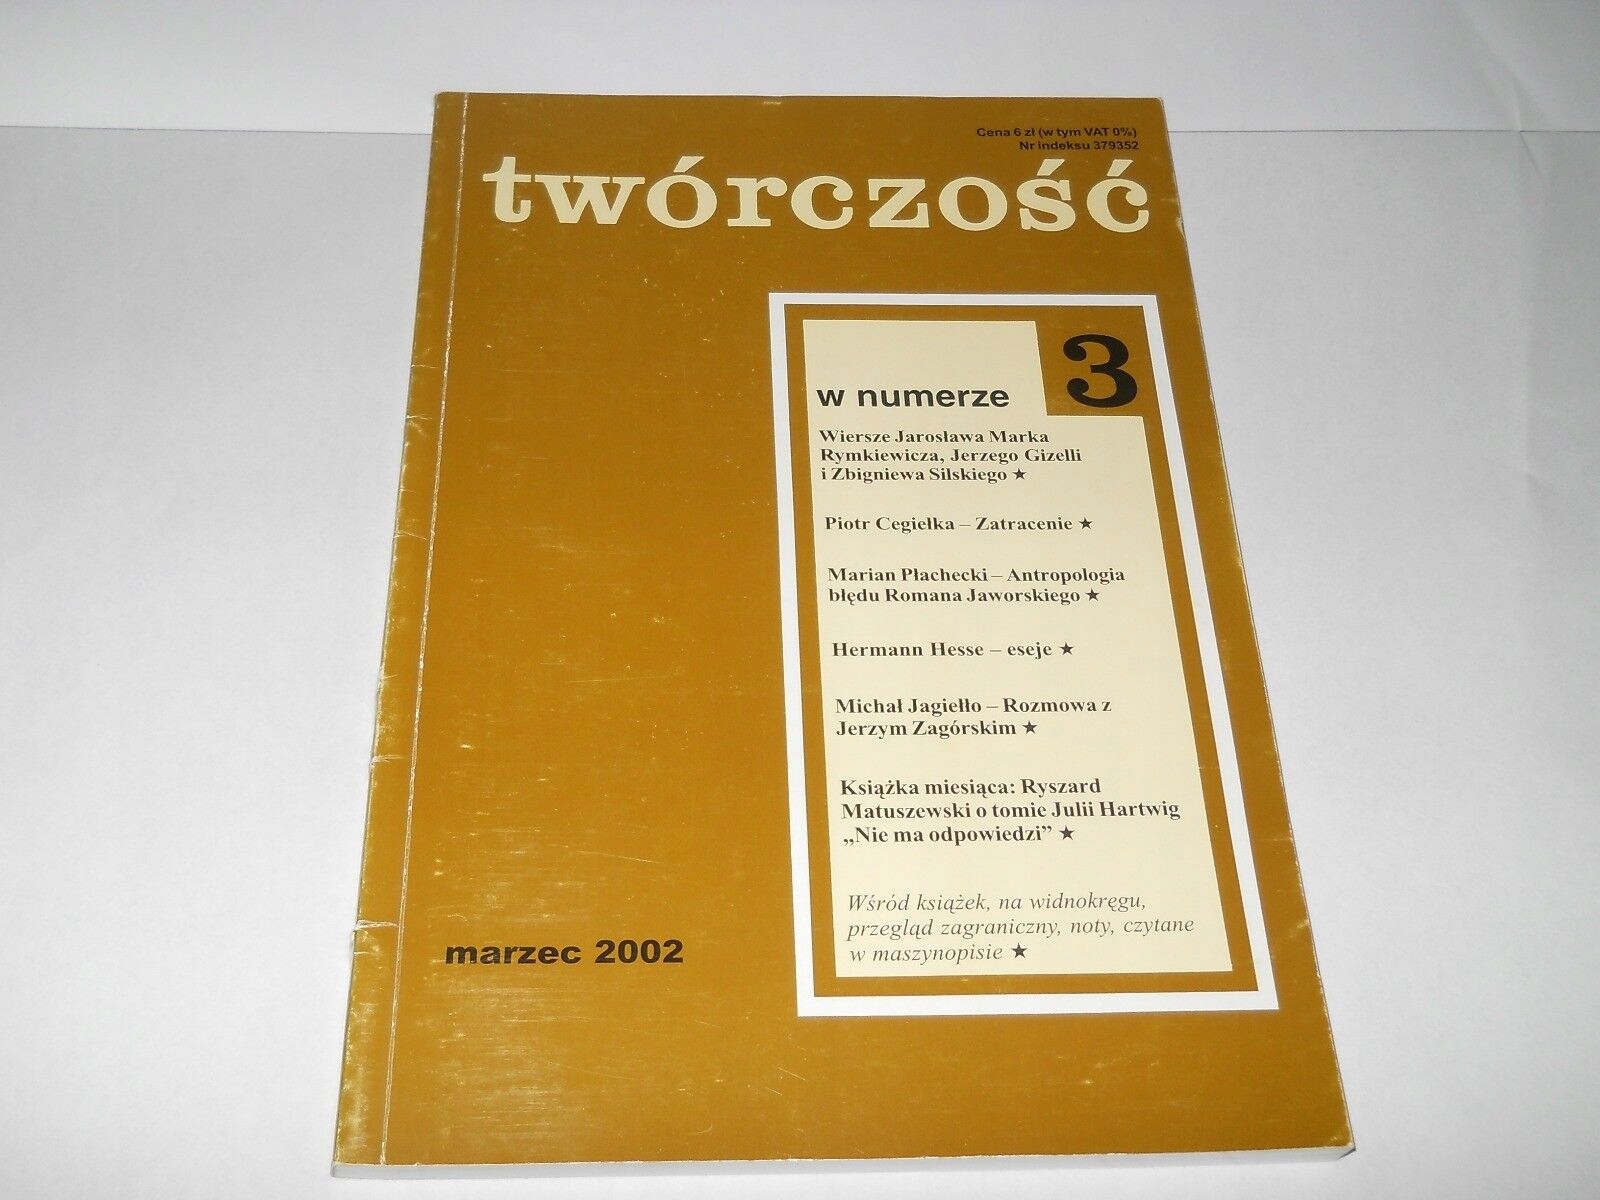 Cena 6 zł (w tym VAT 0%)
Nr indeksu 379352
twórczość
3
w numerze
Wiersze Jarosława Marka
Rymkiewicza, Jerzego Gizelli
i Zbigniewa Silskiego ★
Piotr Cegiełka – Zatracenie ★
Marian Płachecki – Antropologia
błędu Romana Jaworskiego ★
Hermann Hesse – eseje ★
Michał Jagiełło – Rozmowa z
Jerzym Zagórskim ★
Książka miesiąca: Ryszard
Matuszewski o tomie Julii Hartwig
„Nie ma odpowiedzi” ★
Wśród książek, na widnokręgu,
przegląd zagraniczny, noty, czytane
w maszynopisie ★
marzec 2002